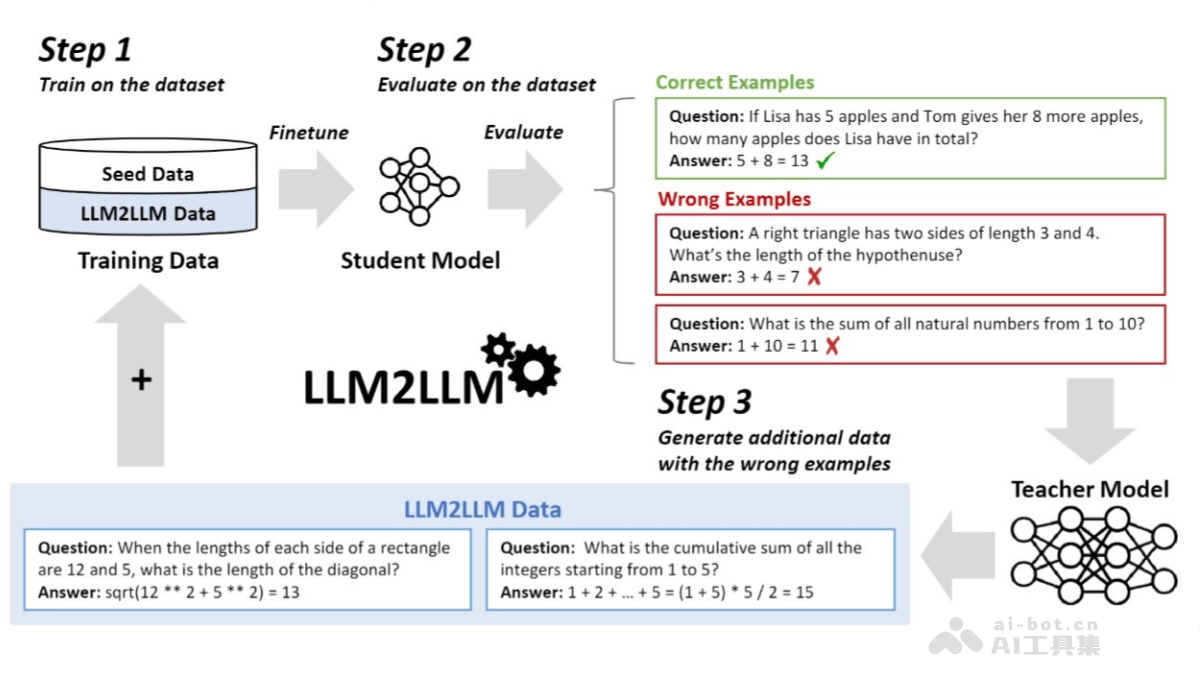 Step 1
Train on the dataset
Step 2
Evaluate on the dataset
Finetune
Evaluate
Seed Data
LLM2LLM Data
Training Data
Student Model
Correct Examples
Question: If Lisa has 5 apples and Tom gives her 8 more apples,
how many apples does Lisa have in total?
Answer: 5 + 8 = 13 ✓
Wrong Examples
Question: A right triangle has two sides of length 3 and 4.
What's the length of the hypothenuse?
Answer: 3 + 4 = 7 ✗
Question: What is the sum of all natural numbers from 1 to 10?
Answer: 1 + 10 = 11 ✗
+
LLM2LLM
Step 3
Generate additional data
with the wrong examples
Teacher Model
LLM2LLM Data
Question: When the lengths of each side of a rectangle
are 12 and 5, what is the length of the diagonal?
Answer: sqrt(12 ** 2 + 5 ** 2) = 13
Question: What is the cumulative sum of all the
integers starting from 1 to 5?
Answer: 1 + 2 + ... + 5 = (1 + 5) * 5 / 2 = 15
ai-bot.cn
AI工具集